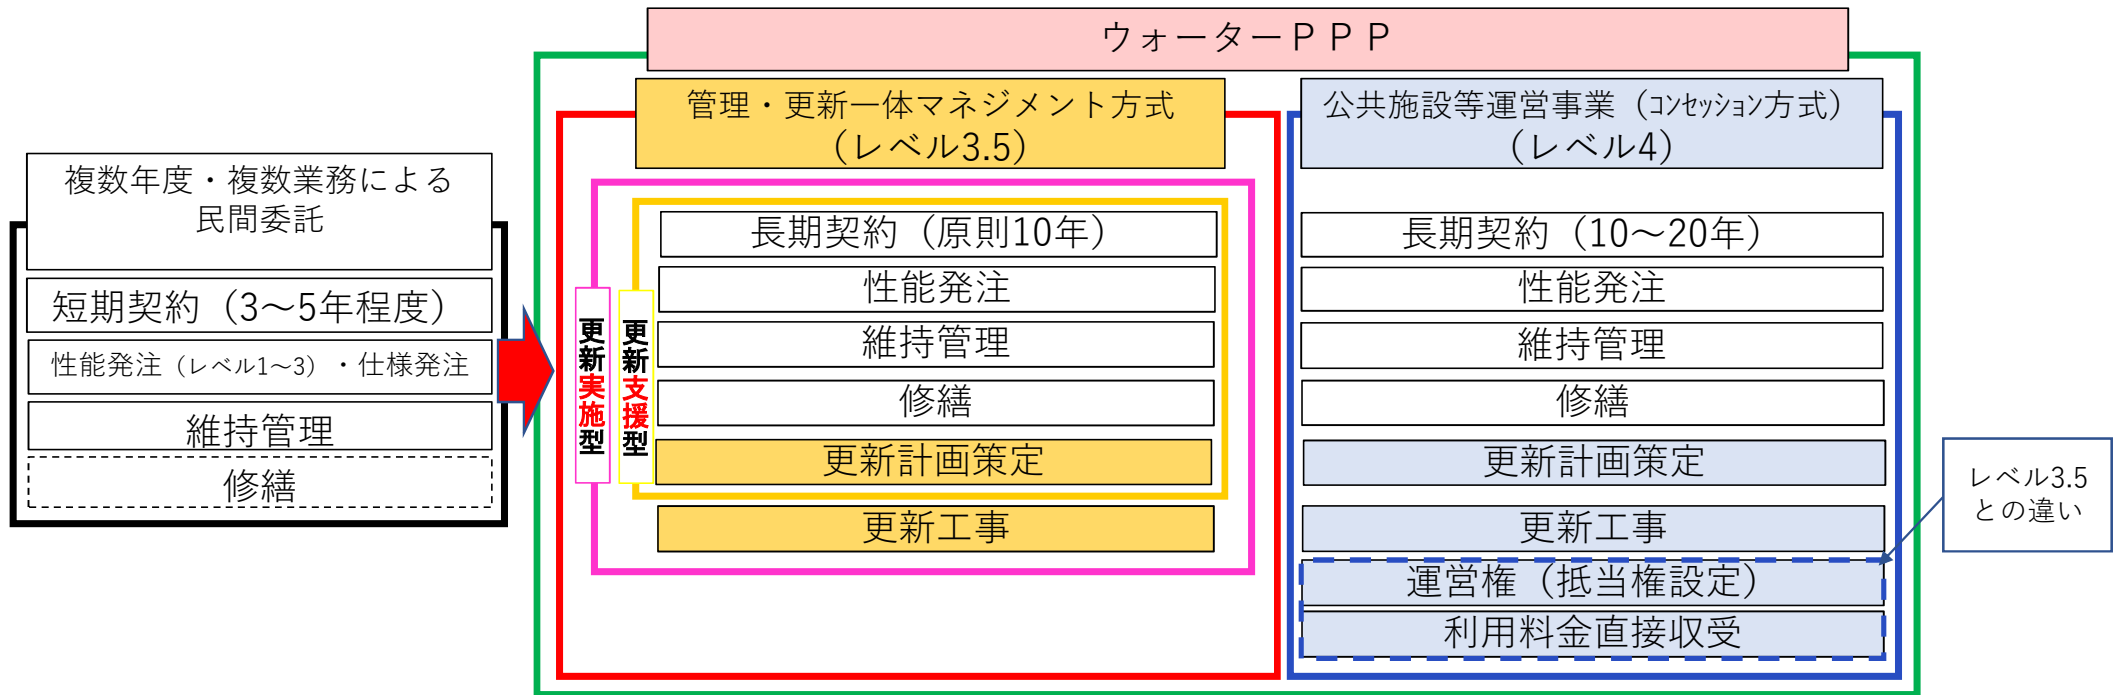 ウォーターＰＰＰ
複数年度・複数業務による
民間委託
短期契約（3～5年程度）
性能発注（レベル1～3）・仕様発注
維持管理
修繕
管理・更新一体マネジメント方式
（レベル3.5）
更新実施型
更新支援型
長期契約（原則10年）
性能発注
維持管理
修繕
更新計画策定
更新工事
公共施設等運営事業（ｺﾝｾｯｼｮﾝ方式）
（レベル4）
長期契約（10～20年）
性能発注
維持管理
修繕
更新計画策定
更新工事
運営権（抵当権設定）
利用料金直接収受
レベル3.5
との違い